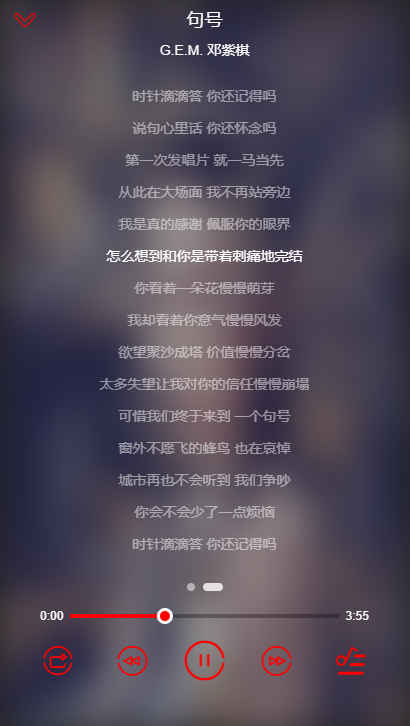 句号
G.E.M. 邓紫棋
时针滴滴答 你还记得吗
说句心里话 你还怀念吗
第一次发唱片 就一马当先
从此在大场面 我不再站旁边
我是真的感谢 佩服你的眼界
怎么想到和你是带着刺痛地完结
你看着一朵花慢慢萌芽
我却看着你意气慢慢风发
欲望聚沙成塔 价值慢慢分岔
太多失望让我对你的信任慢慢崩塌
可惜我们终于来到 一个句号
窗外不愿飞的蜂鸟 也在哀悼
城市再也不会听到 我们争吵
你会不会少了一点烦恼
时针滴滴答 你还记得吗
0:00 3:55